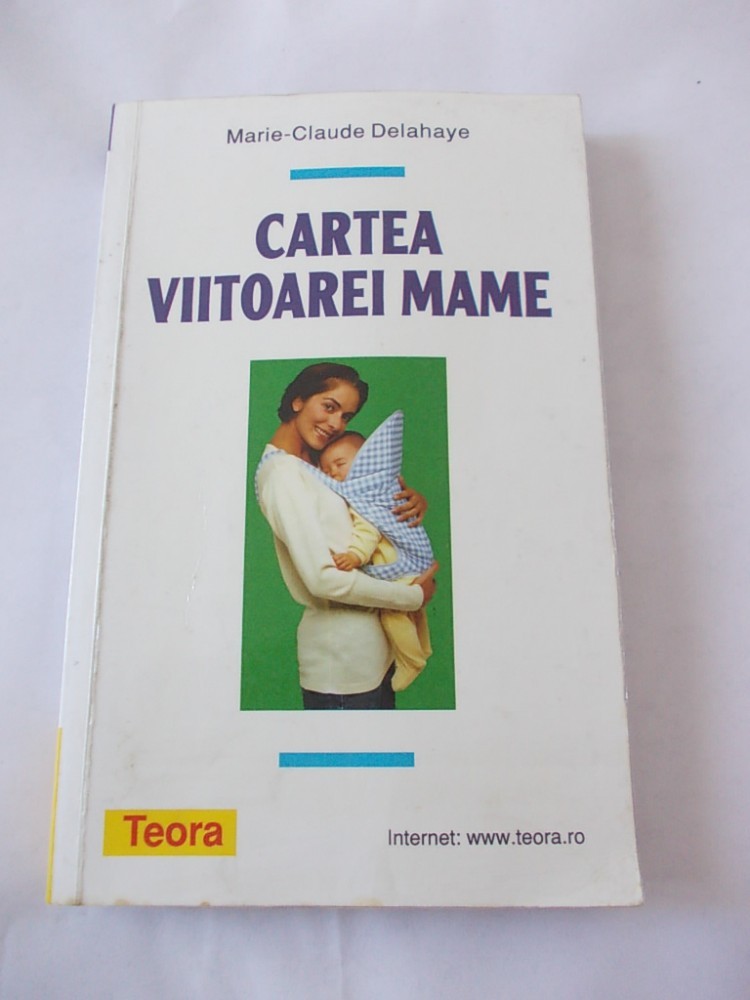 Marie-Claude Delahaye
CARTEA
VIITOAREI MAME
Teora
Internet: www.teora.ro